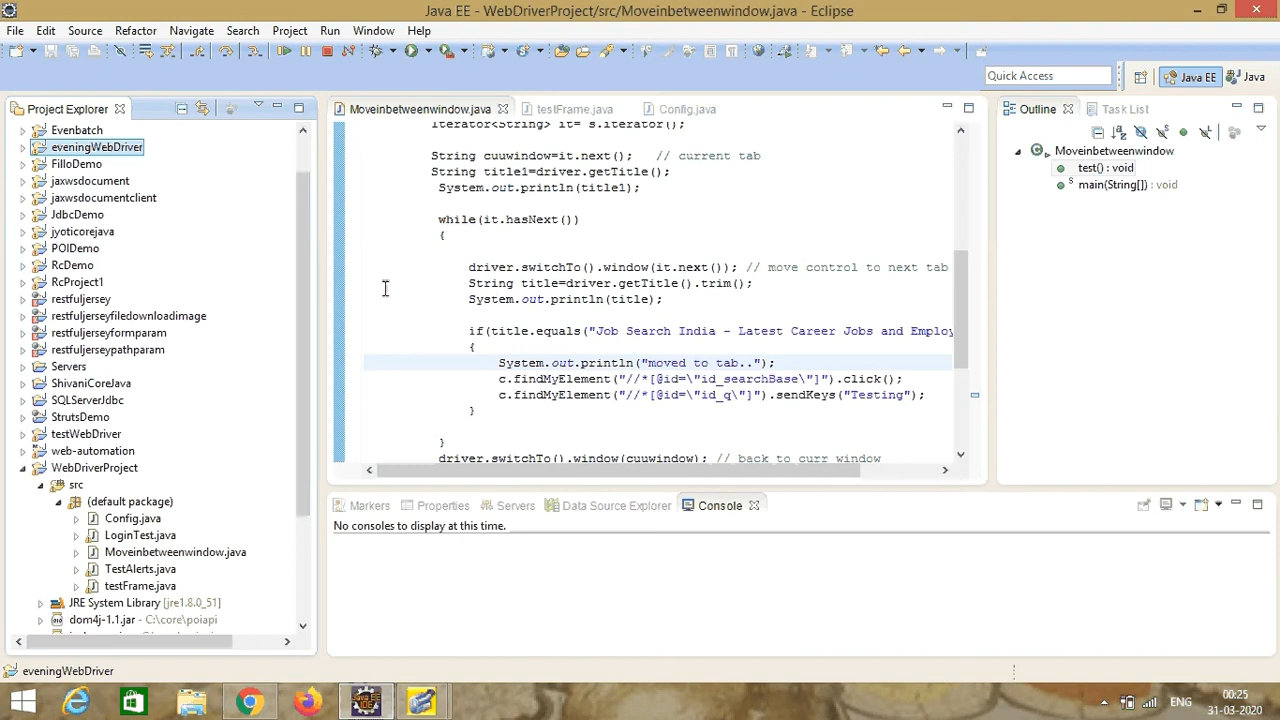 Java EE - WebDriverProject/src/Moveinbetweenwindow.java - Eclipse
File Edit Source Refactor Navigate Search Project Run Window Help
Quick Access
Java EE
Java
Project Explorer
Evenbatch
eveningWebDriver
FilloDemo
jaxwsdocument
jaxwsdocumentclient
JdbcDemo
jyoticorejava
POIDemo
RcDemo
RcProject1
restfuljersey
restfuljerseyfiledownloadimage
restfuljerseyformparam
restfuljerseypathparam
Servers
ShivaniCoreJava
SQLServerJdbc
StrutsDemo
testWebDriver
web-automation
WebDriverProject
src
(default package)
Config.java
LoginTest.java
Moveinbetweenwindow.java
TestAlerts.java
testFrame.java
JRE System Library [jre1.8.0_51]
dom4j-1.1.jar - C:\core\poiapi
Moveinbetweenwindow.java testFrame.java Config.java
Iterator<String> it= s.iterator();
String cuuwindow=it.next(); // current tab
String title1=driver.getTitle();
System.out.println(title1);
while(it.hasNext())
{
driver.switchTo().window(it.next()); // move control to next tab
String title=driver.getTitle().trim();
System.out.println(title);
if(title.equals("Job Search India - Latest Career Jobs and Employ
{
System.out.println("moved to tab..");
c.findMyElement("//*[@id=\"id_searchBase\"]").click();
c.findMyElement("//*[@id=\"id_q\"]").sendKeys("Testing");
}
}
driver.switchTo().window(cuuwindow); // back to curr window
Outline Task List
Moveinbetweenwindow
test() : void
main(String[]) : void
Markers Properties Servers Data Source Explorer Console
No consoles to display at this time.
eveningWebDriver
Java EE
IDE
ENG
00:25
31-03-2020